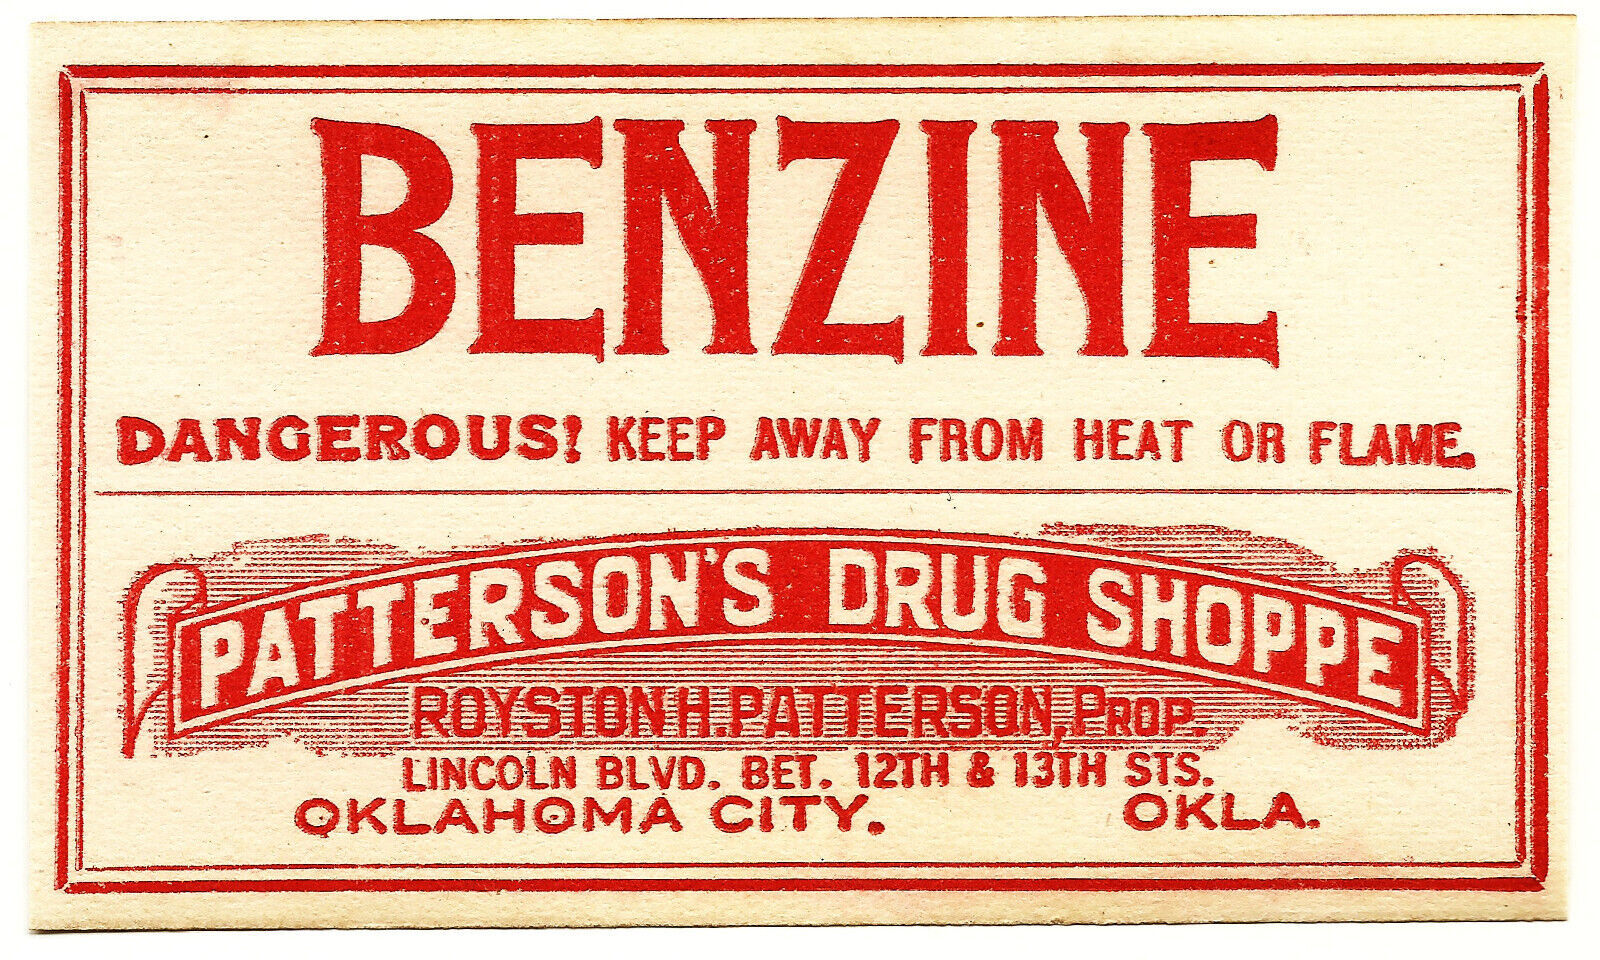 BENZINE
DANGEROUS! KEEP AWAY FROM HEAT OR FLAME.
PATTERSON'S DRUG SHOPPE
ROYSTON H. PATTERSON, PROP.
LINCOLN BLVD. BET. 12TH & 13TH STS.
OKLAHOMA CITY. OKLA.